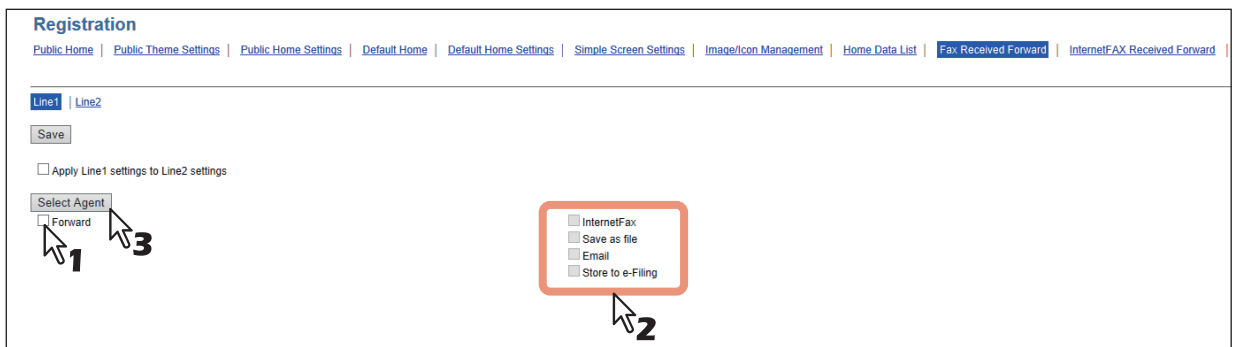 Registration
Public Home | Public Theme Settings | Public Home Settings | Default Home | Default Home Settings | Simple Screen Settings | Image/Icon Management | Home Data List | Fax Received Forward | InternetFAX Received Forward |
Line1 | Line2
Save
Apply Line1 settings to Line2 settings
Select Agent
Forward
1
3
InternetFax
Save as file
Email
Store to e-Filing
2